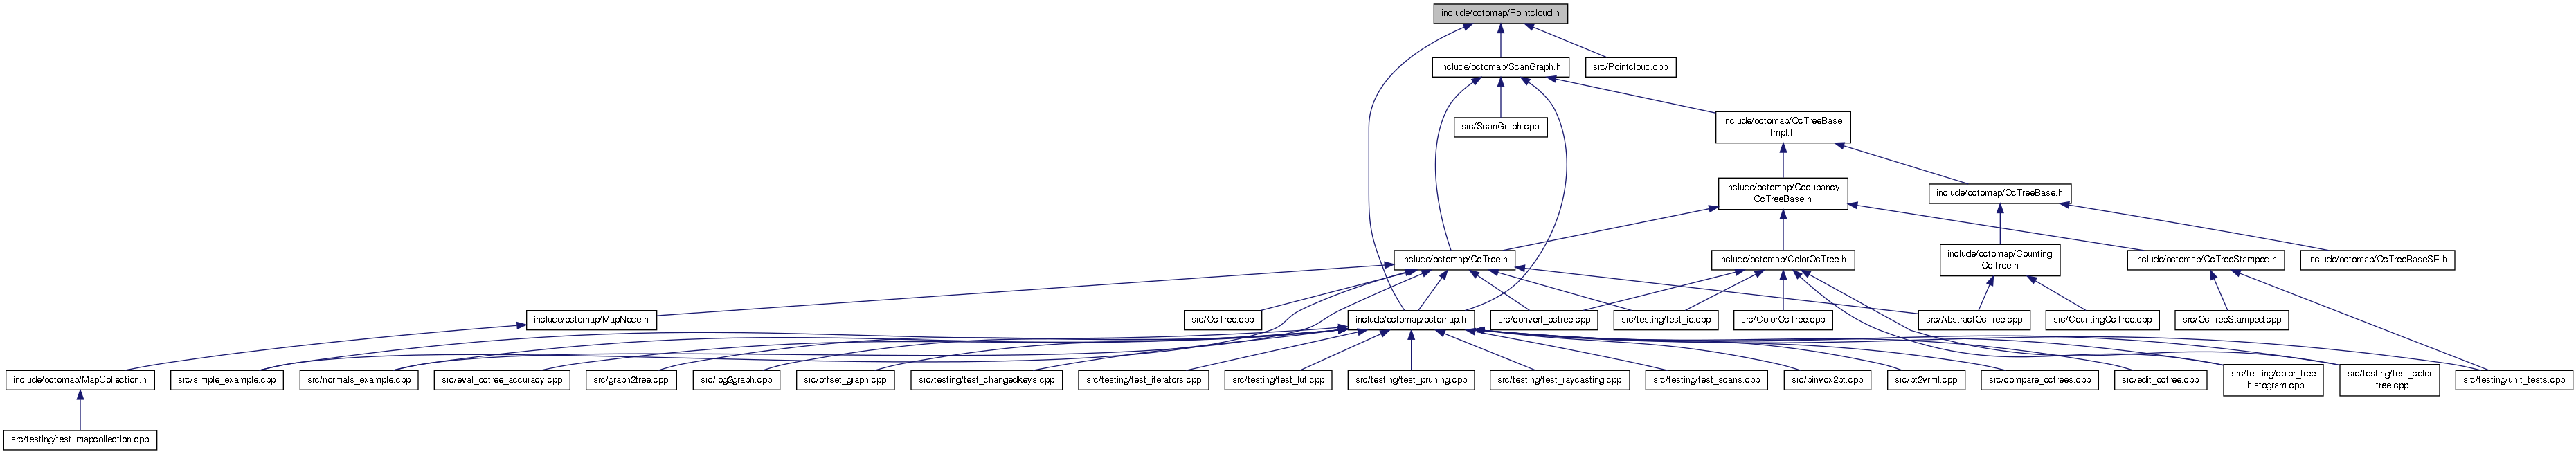 include/octomap/Pointcloud.h
include/octomap/ScanGraph.h
src/Pointcloud.cpp
src/ScanGraph.cpp
include/octomap/OcTreeBase
Impl.h
include/octomap/Occupancy
OcTreeBase.h
include/octomap/OcTreeBase.h
include/octomap/OcTree.h
include/octomap/ColorOcTree.h
include/octomap/Counting
OcTree.h
include/octomap/OcTreeStamped.h
include/octomap/OcTreeBaseSE.h
include/octomap/MapNode.h
src/OcTree.cpp
include/octomap/octomap.h
src/convert_octree.cpp
src/testing/test_io.cpp
src/ColorOcTree.cpp
src/AbstractOcTree.cpp
src/CountingOcTree.cpp
src/OcTreeStamped.cpp
include/octomap/MapCollection.h
src/simple_example.cpp
src/normals_example.cpp
src/eval_octree_accuracy.cpp
src/graph2tree.cpp
src/log2graph.cpp
src/offset_graph.cpp
src/testing/test_changedkeys.cpp
src/testing/test_iterators.cpp
src/testing/test_lut.cpp
src/testing/test_pruning.cpp
src/testing/test_raycasting.cpp
src/testing/test_scans.cpp
src/binvox2bt.cpp
src/bt2vrml.cpp
src/compare_octrees.cpp
src/edit_octree.cpp
src/testing/color_tree
_histogram.cpp
src/testing/test_color
_tree.cpp
src/testing/unit_tests.cpp
src/testing/test_mapcollection.cpp